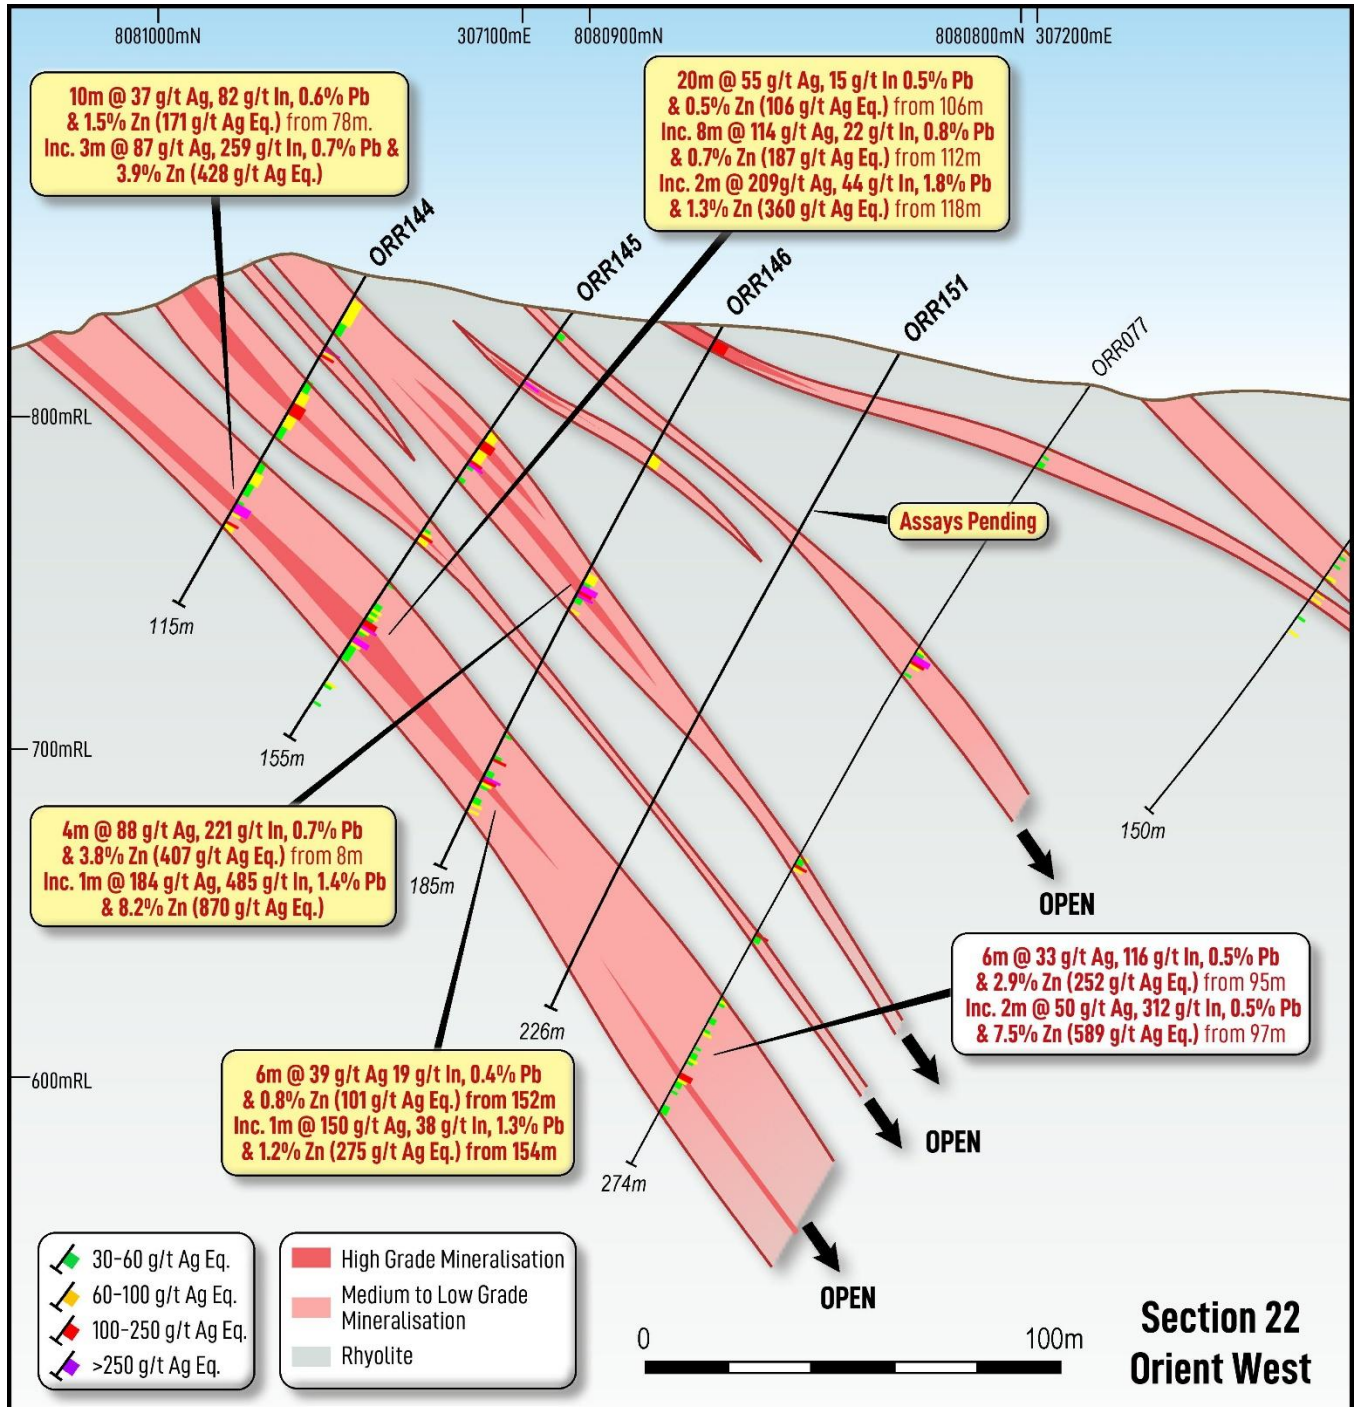 8081000mN
307100mE
8080900mN
8080800mN
307200mE
10m @ 37 g/t Ag, 82 g/t In, 0.6% Pb
& 1.5% Zn (171 g/t Ag Eq.) from 78m.
Inc. 3m @ 87 g/t Ag, 259 g/t In, 0.7% Pb &
3.9% Zn (428 g/t Ag Eq.)
20m @ 55 g/t Ag, 15 g/t In 0.5% Pb
& 0.5% Zn (106 g/t Ag Eq.) from 106m
Inc. 8m @ 114 g/t Ag, 22 g/t In, 0.8% Pb
& 0.7% Zn (187 g/t Ag Eq.) from 112m
Inc. 2m @ 209g/t Ag, 44 g/t In, 1.8% Pb
& 1.3% Zn (360 g/t Ag Eq.) from 118m
ORR144
ORR145
ORR146
ORR151
ORR077
800mRL
Assays Pending
115m
155m
700mRL
150m
4m @ 88 g/t Ag, 221 g/t In, 0.7% Pb
& 3.8% Zn (407 g/t Ag Eq.) from 8m
Inc. 1m @ 184 g/t Ag, 485 g/t In, 1.4% Pb
& 8.2% Zn (870 g/t Ag Eq.)
185m
OPEN
6m @ 33 g/t Ag, 116 g/t In, 0.5% Pb
& 2.9% Zn (252 g/t Ag Eq.) from 95m
Inc. 2m @ 50 g/t Ag, 312 g/t In, 0.5% Pb
& 7.5% Zn (589 g/t Ag Eq.) from 97m
226m
600mRL
6m @ 39 g/t Ag 19 g/t In, 0.4% Pb
& 0.8% Zn (101 g/t Ag Eq.) from 152m
Inc. 1m @ 150 g/t Ag, 38 g/t In, 1.3% Pb
& 1.2% Zn (275 g/t Ag Eq.) from 154m
OPEN
274m
OPEN
30-60 g/t Ag Eq.
60-100 g/t Ag Eq.
100-250 g/t Ag Eq.
>250 g/t Ag Eq.
High Grade Mineralisation
Medium to Low Grade
Mineralisation
Rhyolite
0
100m
Section 22
Orient West